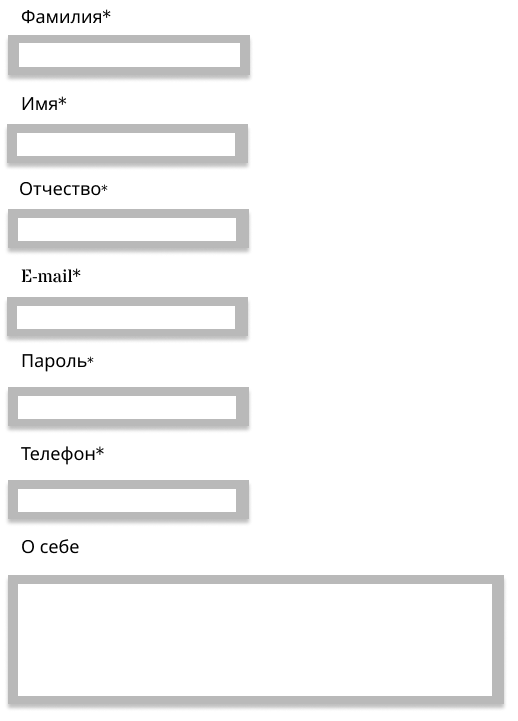 Фамилия*
Имя*
Отчество*
E-mail*
Пароль*
Телефон*
О себе